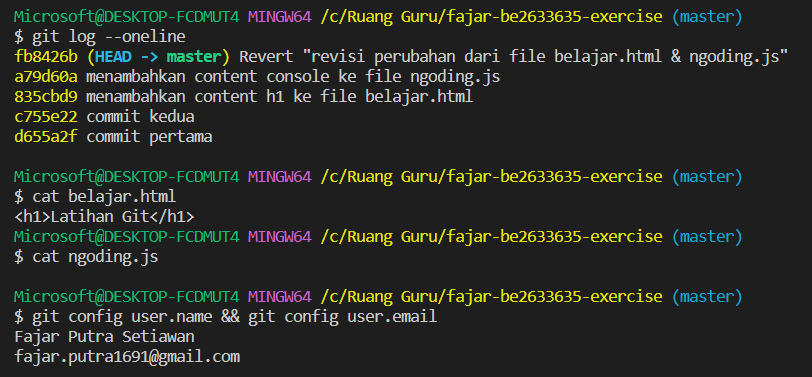 Microsoft@DESKTOP-FCDMUT4 MINGW64 /c/Ruang Guru/fajar-be2633635-exercise (master)
$ git log --oneline
fb8426b (HEAD -> master) Revert "revisi perubahan dari file belajar.html & ngoding.js"
a79d60a menambahkan content console ke file ngoding.js
835cbd9 menambahkan content h1 ke file belajar.html
c755e22 commit kedua
d655a2f commit pertama
Microsoft@DESKTOP-FCDMUT4 MINGW64 /c/Ruang Guru/fajar-be2633635-exercise (master)
$ cat belajar.html
<h1>Latihan Git</h1>
Microsoft@DESKTOP-FCDMUT4 MINGW64 /c/Ruang Guru/fajar-be2633635-exercise (master)
$ cat ngoding.js
Microsoft@DESKTOP-FCDMUT4 MINGW64 /c/Ruang Guru/fajar-be2633635-exercise (master)
$ git config user.name && git config user.email
Fajar Putra Setiawan
fajar.putra1691@gmail.com